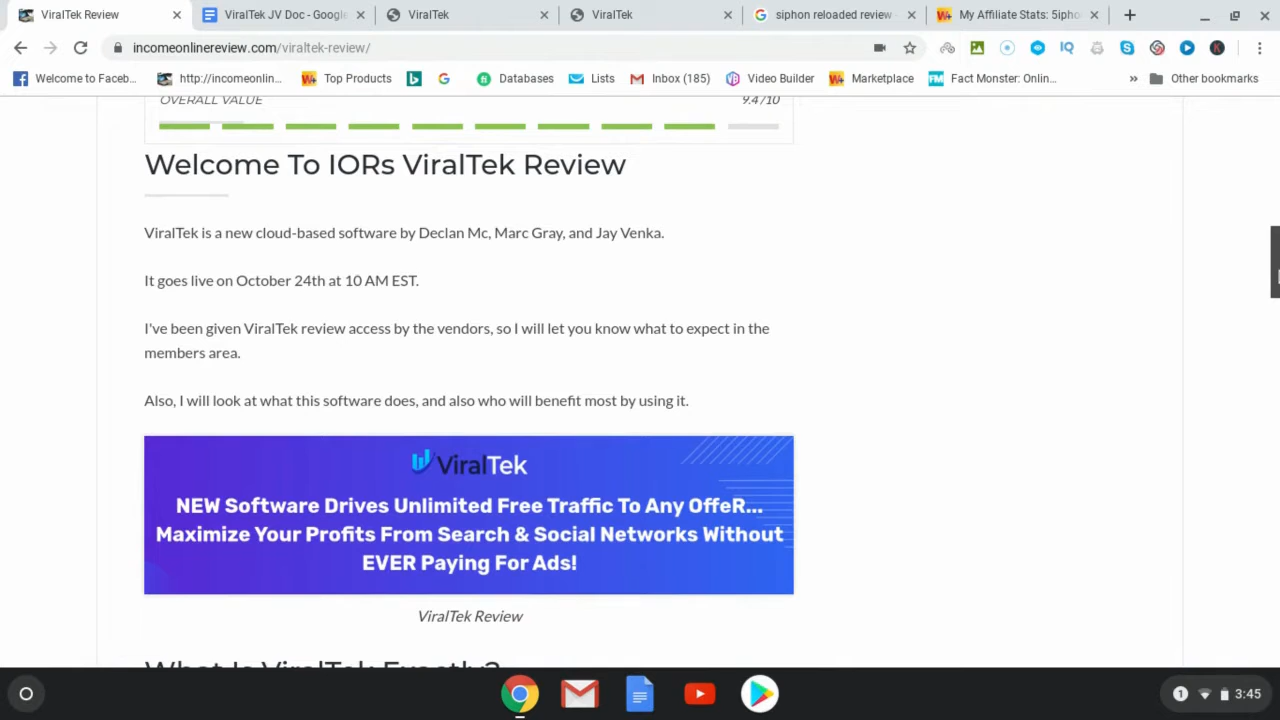 ViralTek Review
ViralTek JV Doc - Google
ViralTek
ViralTek
siphon reloaded review -
My Affiliate Stats: 5ipho
incomeonlinereview.com/viraltek-review/
Welcome to Faceb...
http://incomeonlin...
Top Products
Databases
Lists
Inbox (185)
Video Builder
Marketplace
Fact Monster: Onlin...
»
Other bookmarks
OVERALL VALUE
9.4/10
Welcome To IORs ViralTek Review
ViralTek is a new cloud-based software by Declan Mc, Marc Gray, and Jay Venka.
It goes live on October 24th at 10 AM EST.
I've been given ViralTek review access by the vendors, so I will let you know what to expect in the
members area.
Also, I will look at what this software does, and also who will benefit most by using it.
ViralTek
NEW Software Drives Unlimited Free Traffic To Any OffeR...
Maximize Your Profits From Search & Social Networks Without
EVER Paying For Ads!
ViralTek Review
What Is ViralTek Exactly?
1
3:45